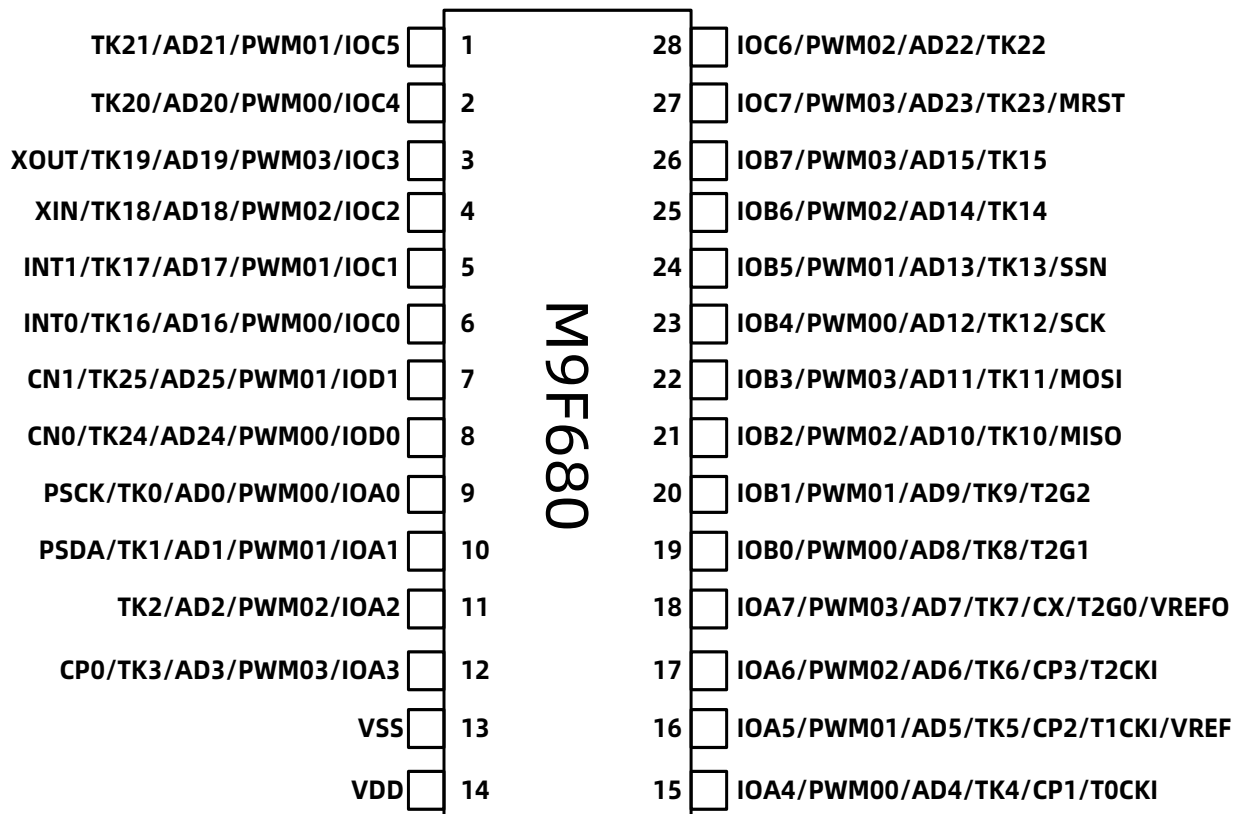 TK21/AD21/PWM01/IOC5 1 28 IOC6/PWM02/AD22/TK22
TK20/AD20/PWM00/IOC4 2 27 IOC7/PWM03/AD23/TK23/MRST
XOUT/TK19/AD19/PWM03/IOC3 3 26 IOB7/PWM03/AD15/TK15
XIN/TK18/AD18/PWM02/IOC2 4 25 IOB6/PWM02/AD14/TK14
INT1/TK17/AD17/PWM01/IOC1 5 24 IOB5/PWM01/AD13/TK13/SSN
INT0/TK16/AD16/PWM00/IOC0 6 23 IOB4/PWM00/AD12/TK12/SCK
CN1/TK25/AD25/PWM01/IOD1 7 22 IOB3/PWM03/AD11/TK11/MOSI
CN0/TK24/AD24/PWM00/IOD0 8 21 IOB2/PWM02/AD10/TK10/MISO
PSCK/TK0/AD0/PWM00/IOA0 9 20 IOB1/PWM01/AD9/TK9/T2G2
PSDA/TK1/AD1/PWM01/IOA1 10 19 IOB0/PWM00/AD8/TK8/T2G1
TK2/AD2/PWM02/IOA2 11 18 IOA7/PWM03/AD7/TK7/CX/T2G0/VREFO
CP0/TK3/AD3/PWM03/IOA3 12 17 IOA6/PWM02/AD6/TK6/CP3/T2CKI
VSS 13 16 IOA5/PWM01/AD5/TK5/CP2/T1CKI/VREF
VDD 14 15 IOA4/PWM00/AD4/TK4/CP1/T0CKI
M9F680